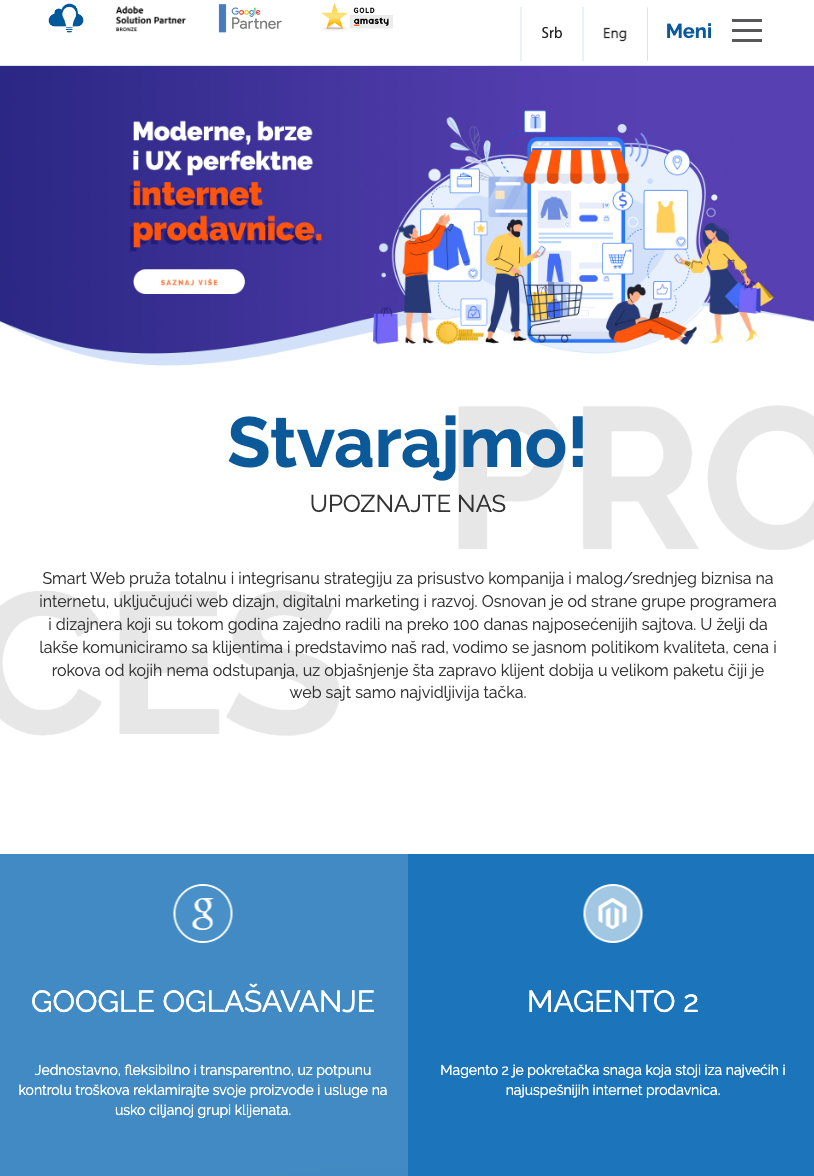 Adobe
Solution Partner
BRONZE
Google
Partner
GOLD
amasty
Srb
Eng
Meni
Moderne, brze
i UX perfektne
internet
prodavnice.
SAZNAJ VIŠE
$
PRO
Stvarajmo!
UPOZNAJTE NAS
Smart Web pruža totalnu i integrisanu strategiju za prisustvo kompanija i malog/srednjeg biznisa na
internetu, uključujući web dizajn, digitalni marketing i razvoj. Osnovan je od strane grupe programera
i dizajnera koji su tokom godina zajedno radili na preko 100 danas najposećenijih sajtova. U želji da
lakše komuniciramo sa klijentima i predstavimo naš rad, vodimo se jasnom politikom kvaliteta, cena i
rokova od kojih nema odstupanja, uz objašnjenje šta zapravo klijent dobija u velikom paketu čiji je
web sajt samo najvidljivija tačka.
CES
g
GOOGLE OGLAŠAVANJE
Jednostavno, fleksibilno i transparentno, uz potpunu
kontrolu troškova reklamirajte svoje proizvode i usluge na
usko ciljanoj grupi klijenata.
MAGENTO 2
Magento 2 je pokretačka snaga koja stoji iza najvećih i
najuspešnijih internet prodavnica.